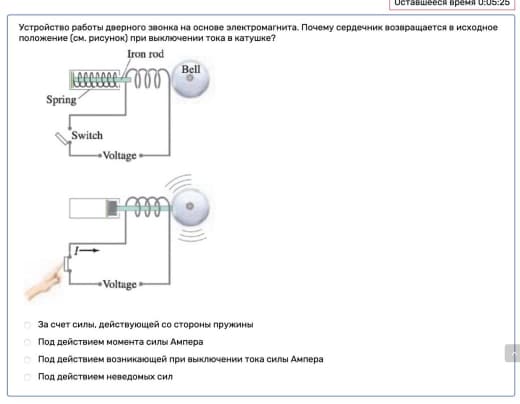 Оставшееся время 0:05:25
Устройство работы дверного звонка на основе электромагнита. Почему сердечник возвращается в исходное
положение (см. рисунок) при выключении тока в катушке?
Iron rod
Bell
Spring
Switch
Voltage
I
Voltage
За счет силы, действующей со стороны пружины
Под действием момента силы Ампера
Под действием возникающей при выключении тока силы Ампера
Под действием неведомых сил